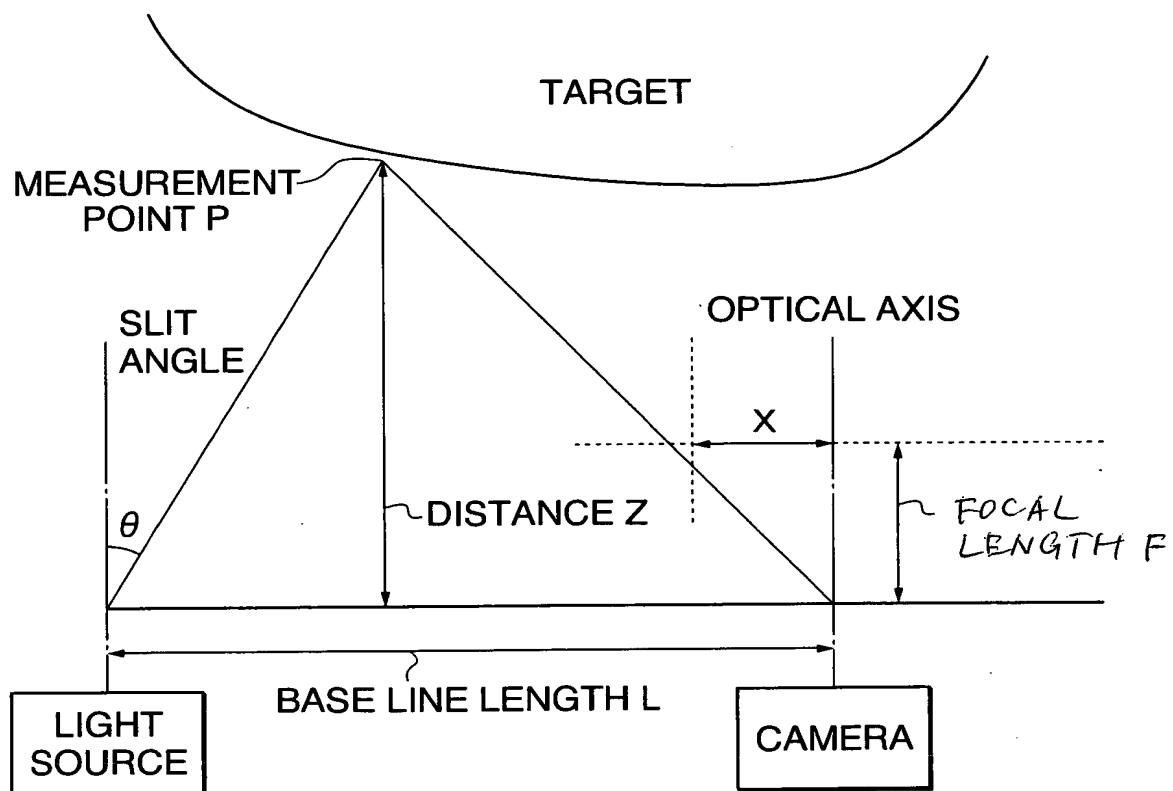 TARGET
MEASUREMENT
POINT P
SLIT
ANGLE
OPTICAL AXIS
X
θ
DISTANCE Z
FOCAL
LENGTH F
BASE LINE LENGTH L
LIGHT
SOURCE
CAMERA